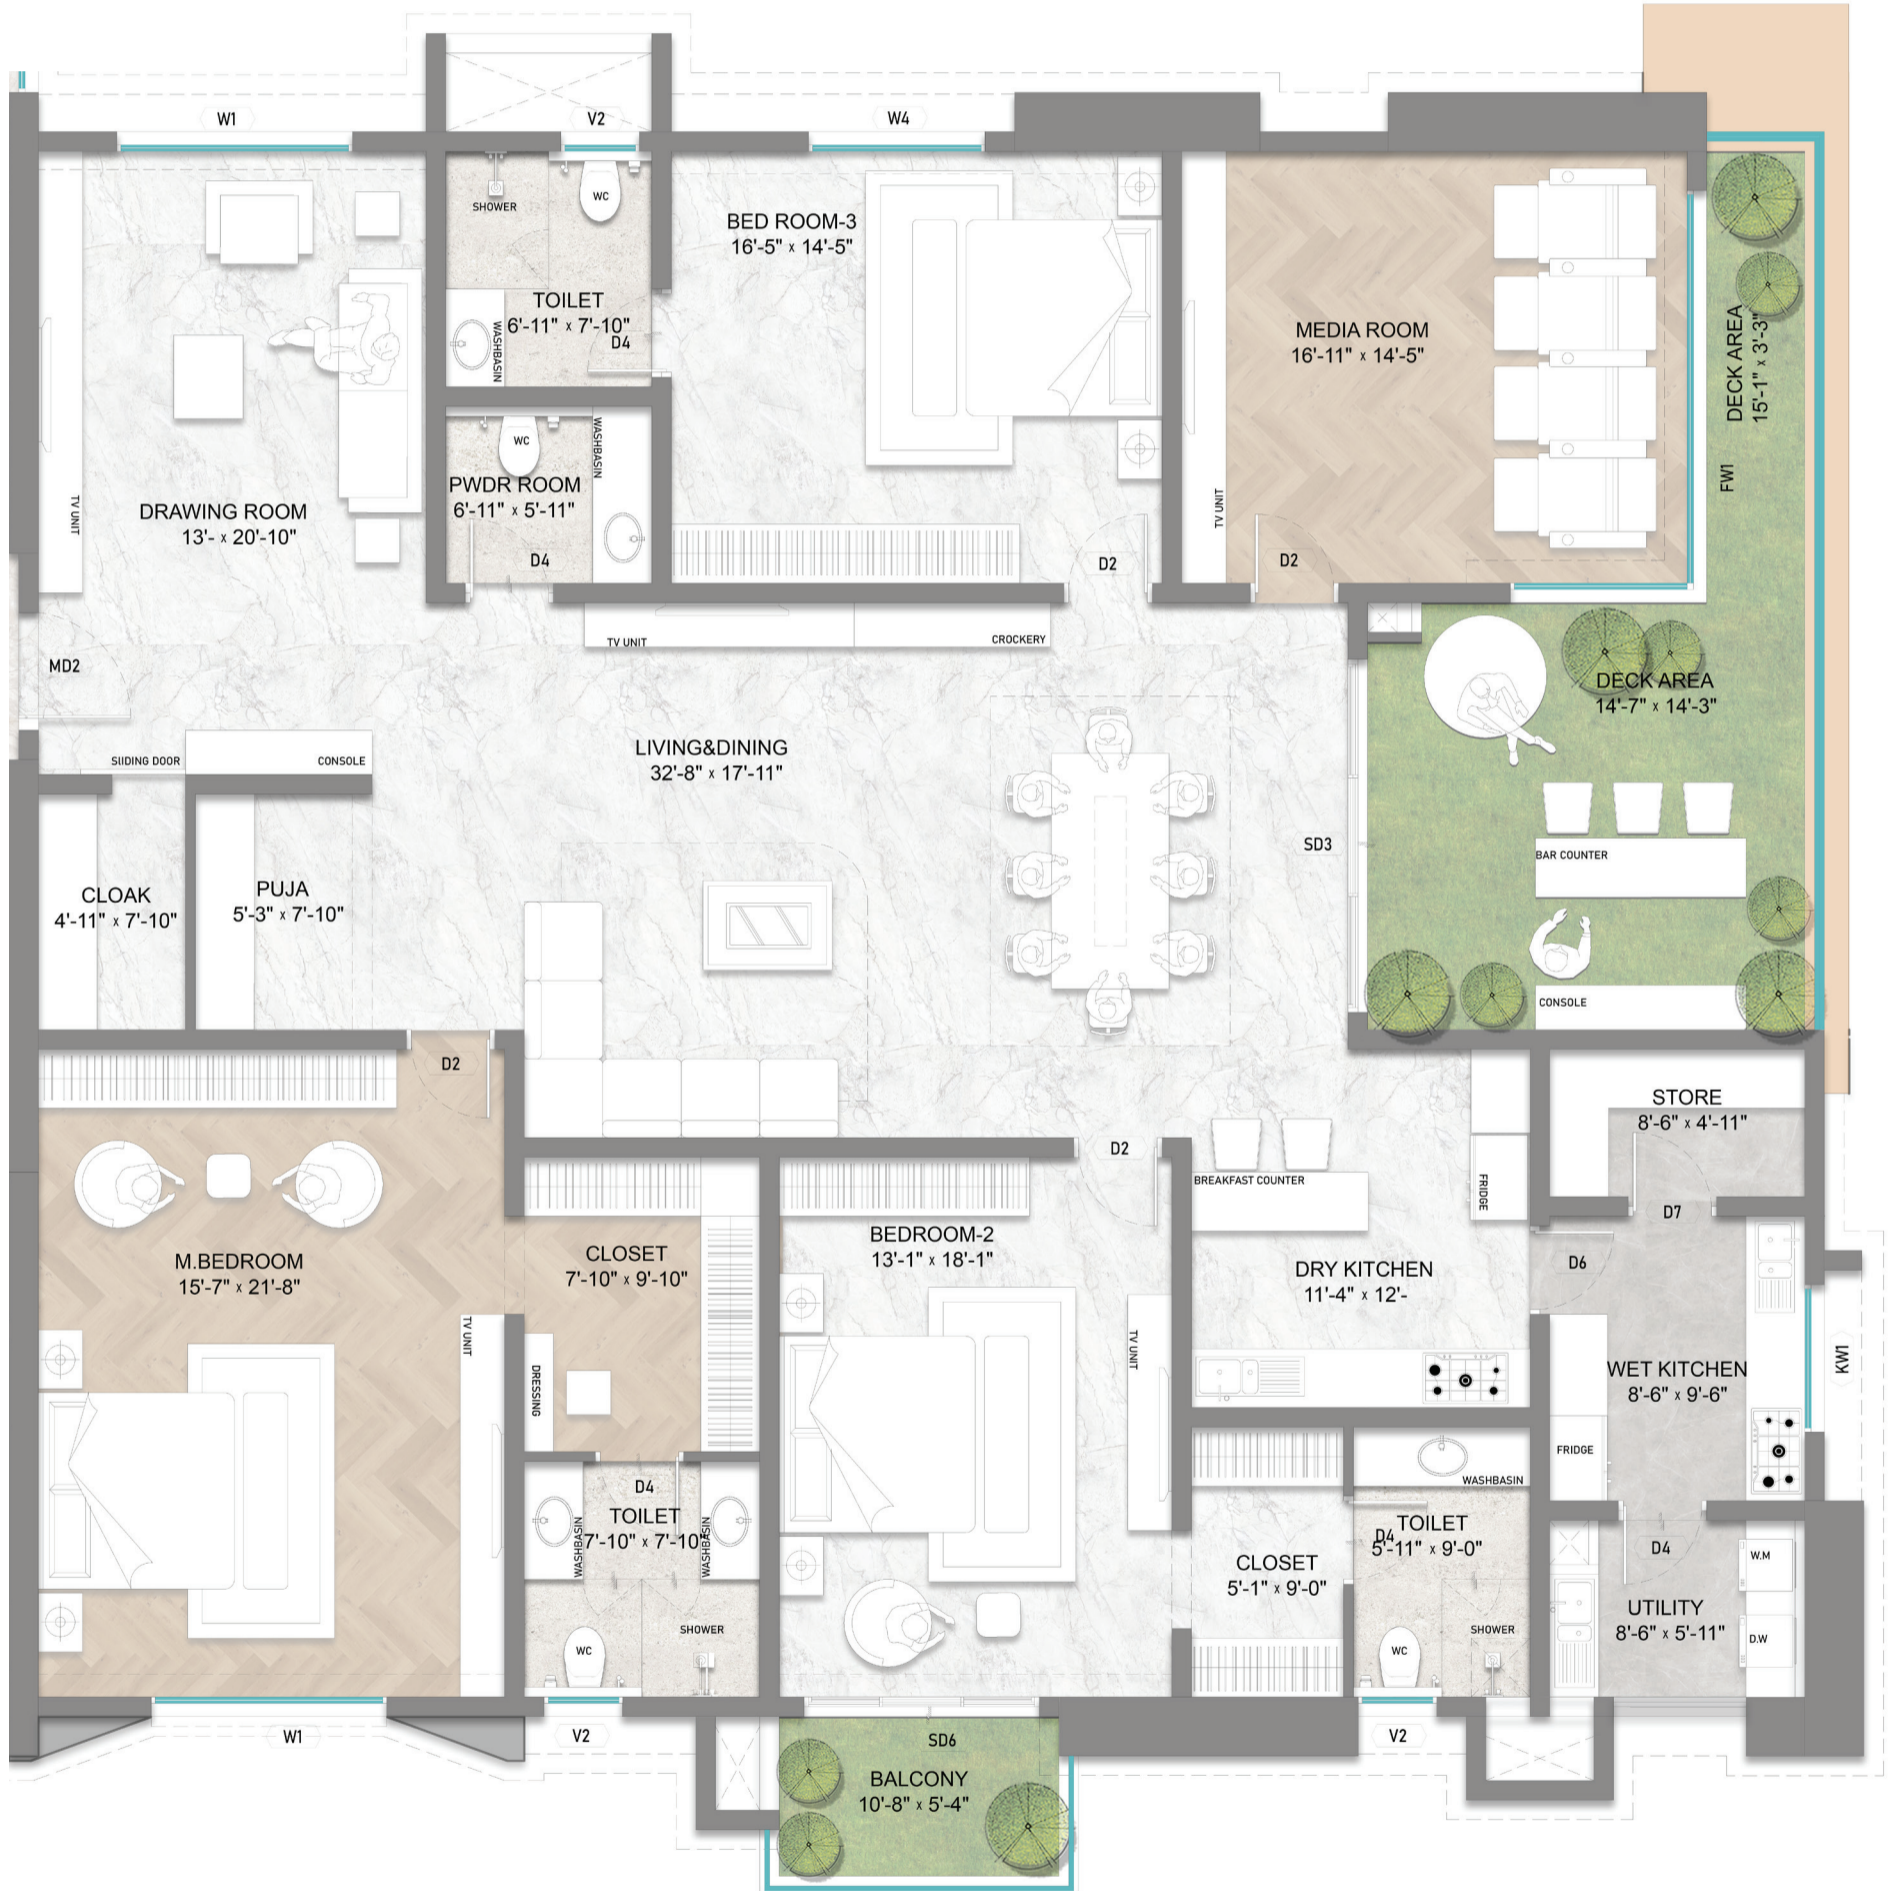 W1
V2
W4
SHOWER
WC
BED ROOM-3
16'-5" x 14'-5"
TOILET
6'-11" x 7'-10"
D4
WASHBASIN
MEDIA ROOM
16'-11" x 14'-5"
DECK AREA
15'-1" x 3'-3"
FW1
TV UNIT
DRAWING ROOM
13'- x 20'-10"
WC
WASHBASIN
PWDR ROOM
6'-11" x 5'-11"
D4
D2
TV UNIT
D2
TV UNIT
CROCKERY
MD2
SIIDING DOOR
CONSOLE
LIVING&DINING
32'-8" x 17'-11"
DECK AREA
14'-7" x 14'-3"
SD3
BAR COUNTER
CONSOLE
CLOAK
4'-11" x 7'-10"
PUJA
5'-3" x 7'-10"
D2
D2
STORE
8'-6" x 4'-11"
BREAKFAST COUNTER
FRIDGE
D7
M.BEDROOM
15'-7" x 21'-8"
CLOSET
7'-10" x 9'-10"
BEDROOM-2
13'-1" x 18'-1"
DRY KITCHEN
11'-4" x 12'-
D6
TV UNIT
DRESSING
TV UNIT
WET KITCHEN
8'-6" x 9'-6"
KW1
FRIDGE
D4
TOILET
7'-10" x 7'-10"
WASHBASIN
WASHBASIN
WASHBASIN
D4
TOILET
5'-11" x 9'-0"
CLOSET
5'-1" x 9'-0"
D4
W.M
UTILITY
8'-6" x 5'-11"
D.W
WC
SHOWER
WC
SHOWER
W1
V2
SD6
V2
BALCONY
10'-8" x 5'-4"